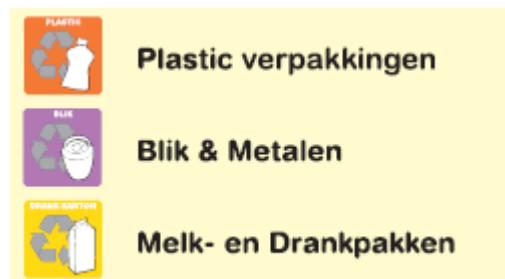 PLASTIC
Plastic verpakkingen
BLIK
Blik & Metalen
DRANK KARTON
Melk- en Drankpakken